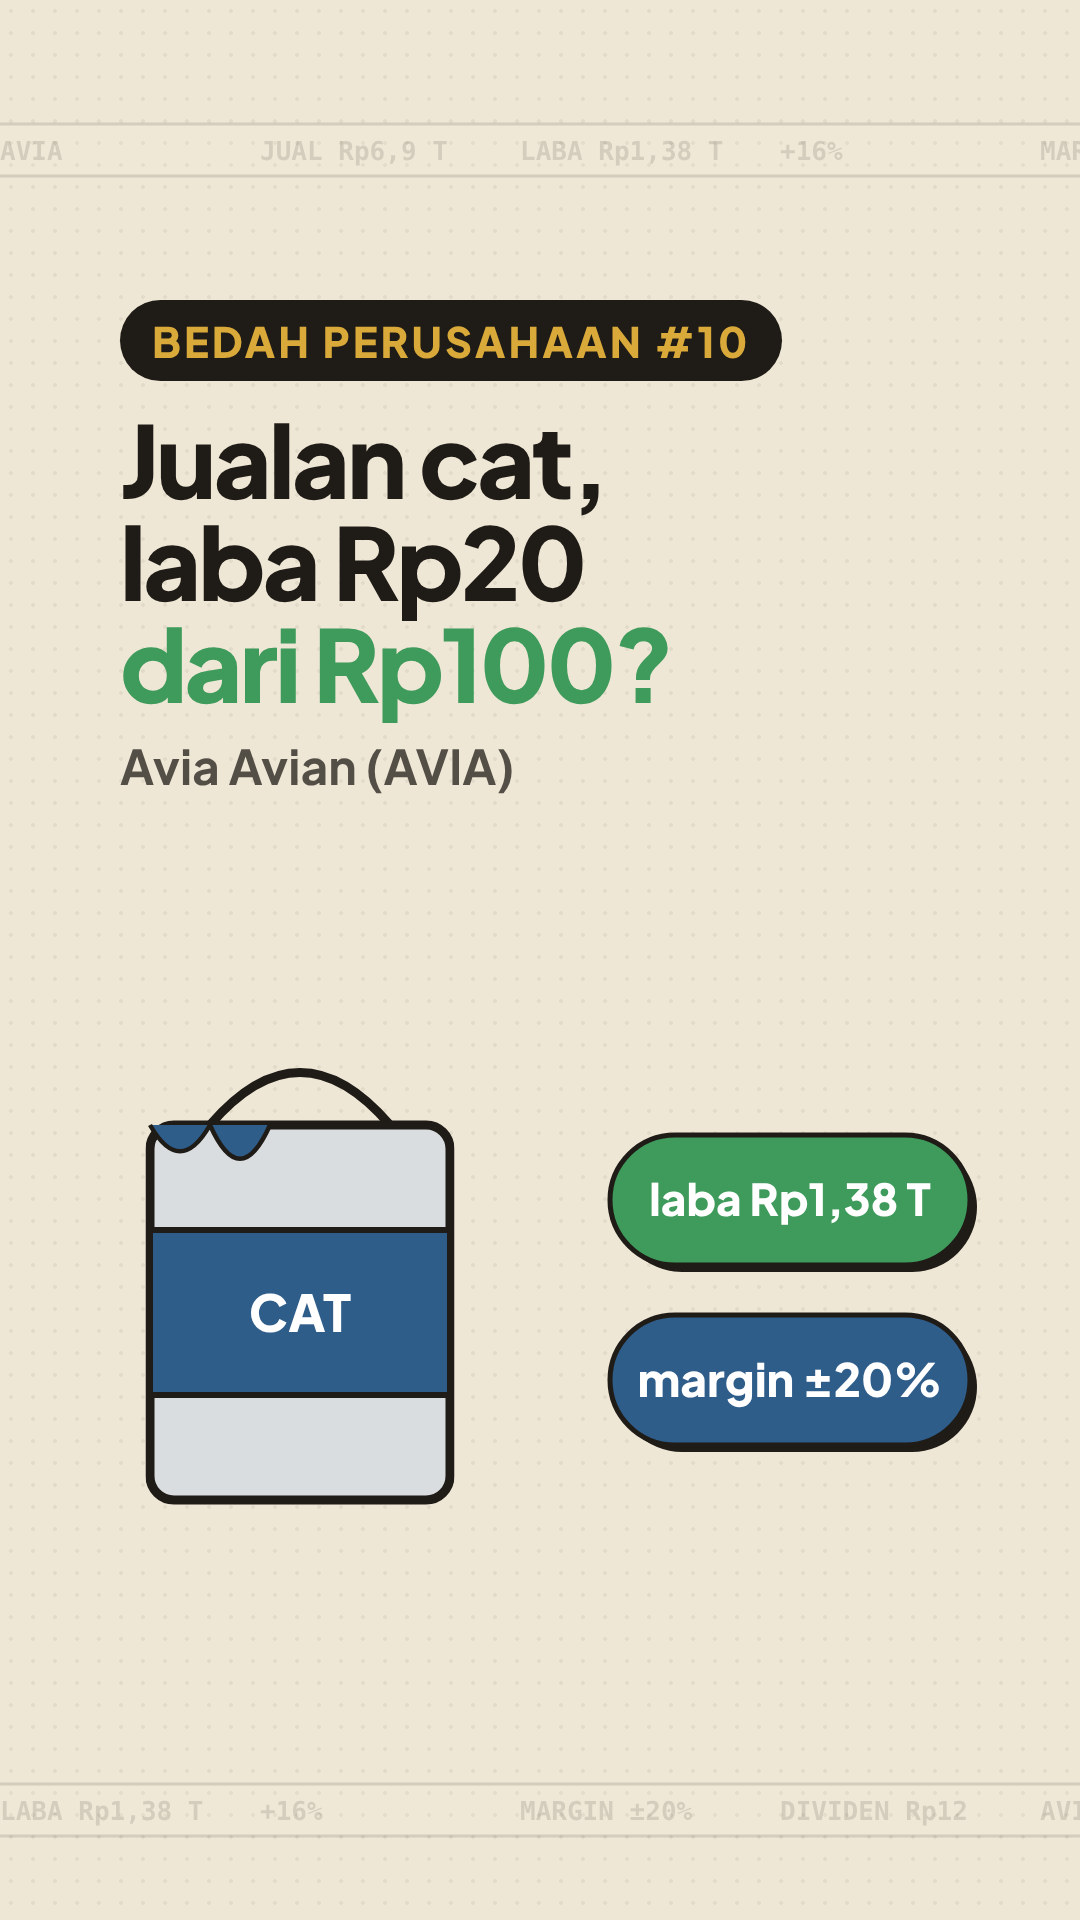 AVIA JUAL Rp6,9 T LABA Rp1,38 T +16%
BEDAH PERUSAHAAN #10
Jualan cat,
laba Rp20
dari Rp100?
Avia Avian (AVIA)
CAT
laba Rp1,38 T
margin ±20%
LABA Rp1,38 T +16% MARGIN ±20% DIVIDEN Rp12